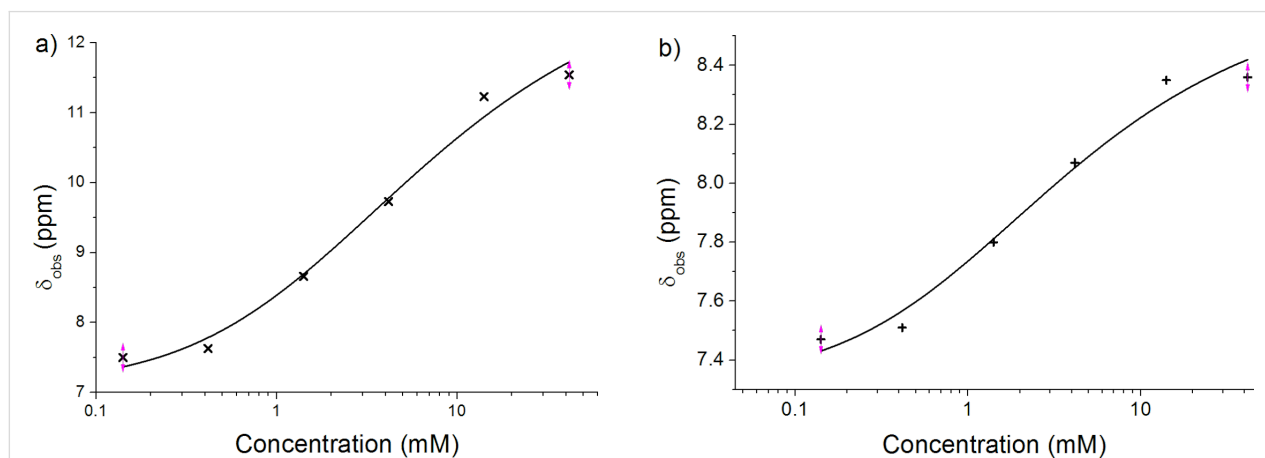 a)
12
11
10
9
8
7
δobs (ppm)
0.1 1 10
Concentration (mM)
b)
8.4
8.2
8.0
7.8
7.6
7.4
δobs (ppm)
0.1 1 10
Concentration (mM)